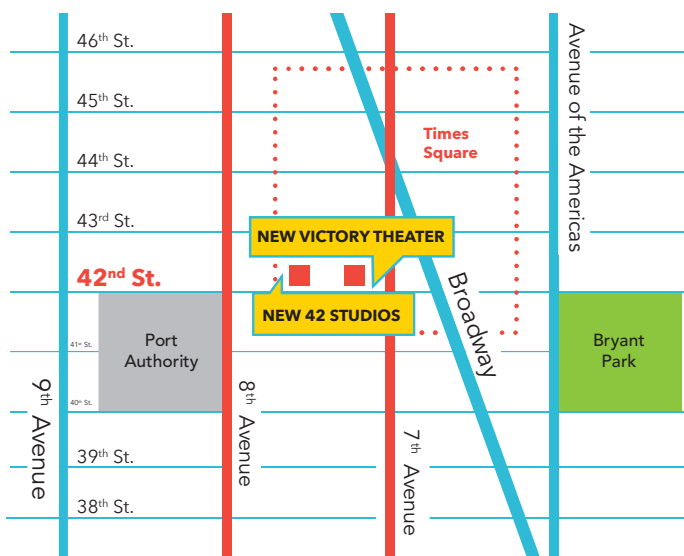 46th St.
45th St.
44th St.
43rd St.
42nd St.
41st St.
40th St.
39th St.
38th St.
9th Avenue
8th Avenue
7th Avenue
Broadway
Avenue of the Americas
Times
Square
NEW VICTORY THEATER
NEW 42 STUDIOS
Port
Authority
Bryant
Park